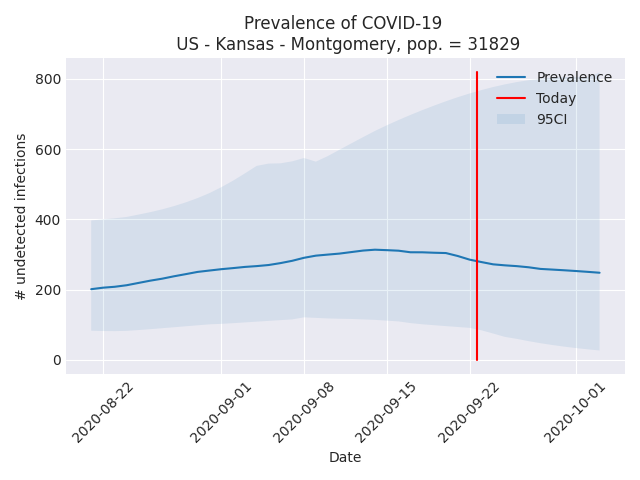 Prevalence of COVID-19
US - Kansas - Montgomery, pop. = 31829
800
600
400
200
0
# undetected infections
Prevalence
Today
95CI
2020-08-22
2020-09-01
2020-09-08
2020-09-15
2020-09-22
2020-10-01
Date